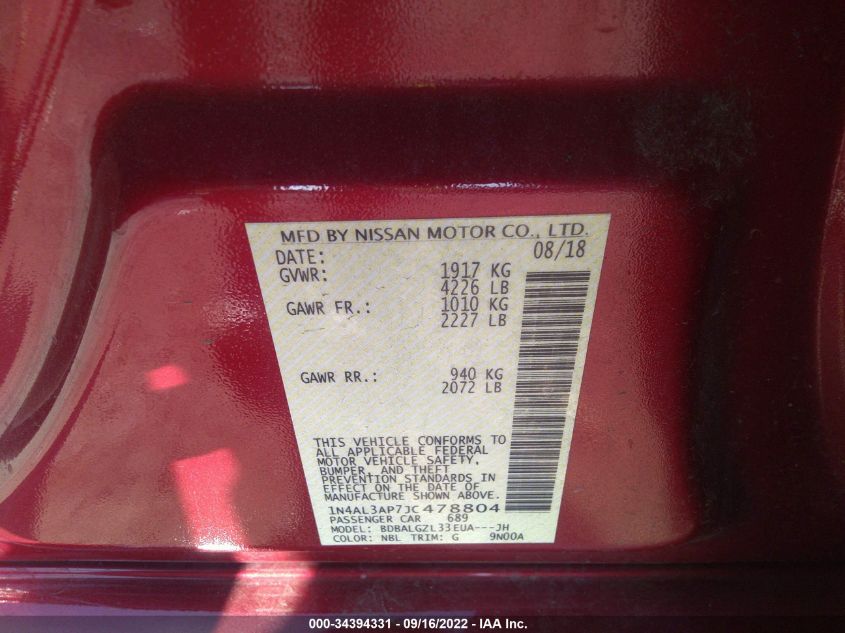 MFD BY NISSAN MOTOR CO., LTD.
DATE: 08/18
GVWR: 1917 KG
4226 LB
GAWR FR.: 1010 KG
2227 LB
GAWR RR.: 940 KG
2072 LB
THIS VEHICLE CONFORMS TO
ALL APPLICABLE FEDERAL
MOTOR VEHICLE SAFETY,
BUMPER, AND THEFT
PREVENTION STANDARDS IN
EFFECT ON THE DATE OF
MANUFACTURE SHOWN ABOVE.
1N4AL3AP7JC478804
PASSENGER CAR 689
MODEL: BDBALGZL33EUA---JH
COLOR: NBL TRIM: G 9N00A
000-34394331 - 09/16/2022 - IAA Inc.